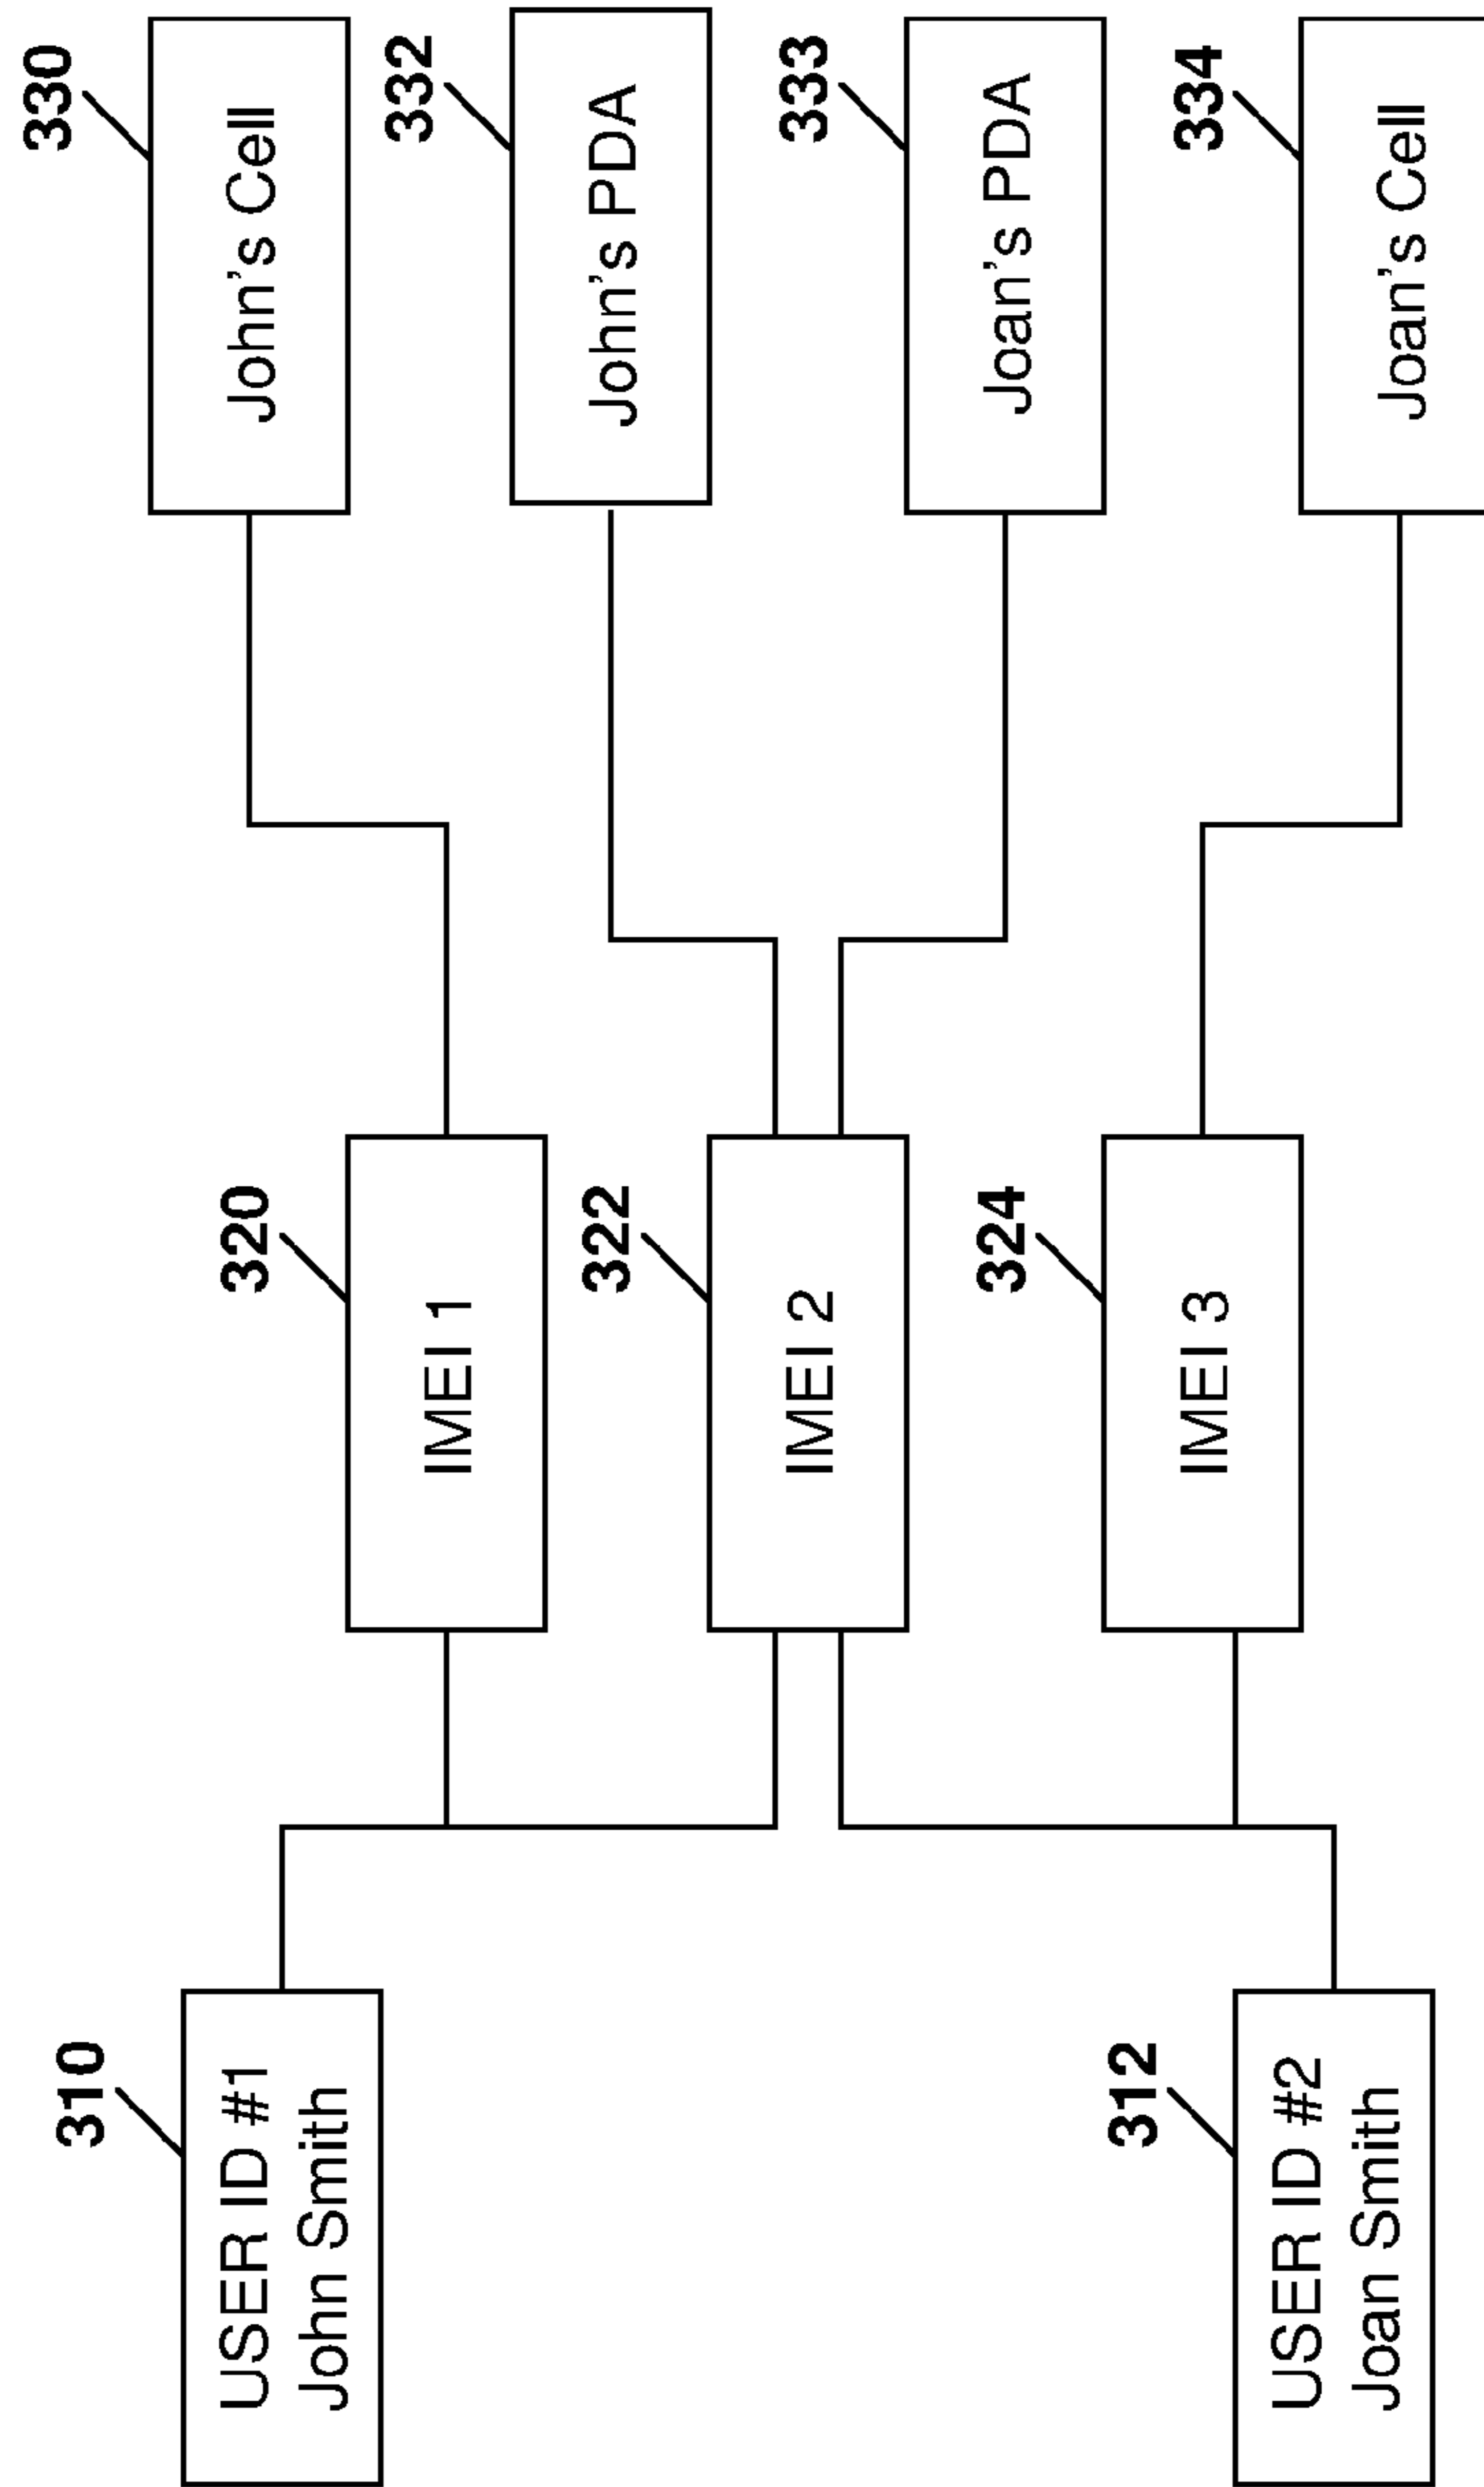 310
USER ID #1
John Smith
312
USER ID #2
Joan Smith
320
IMEI 1
322
IMEI 2
324
IMEI 3
330
John's Cell
332
John's PDA
333
Joan's PDA
334
Joan's Cell